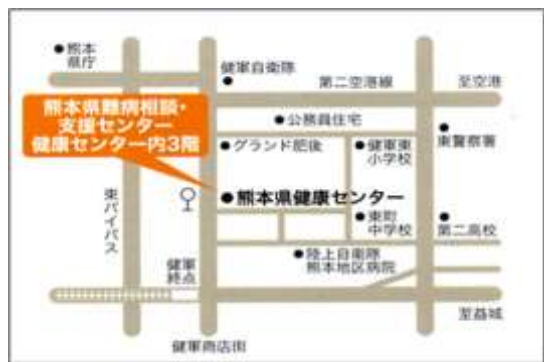 ●熊本
県庁
健軍自衛隊
●
第二空港線
至空港
熊本県難病相談・
支援センター
健康センター内3階
●公務員住宅
●グランド肥後
●健軍東
小学校
●
東警察署
●熊本県健康センター
東バイパス
●東町
中学校
●
第二高校
●陸上自衛隊
熊本地区病院
健軍
終点
至益城
健軍商店街